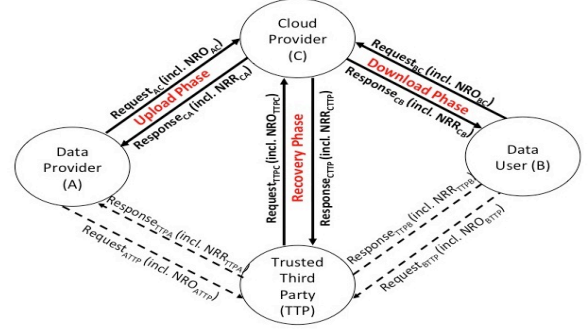 Cloud
Provider
(C)
Request_AC (incl. NRO_AC)
Upload Phase
Response_CA (incl. NRR_CA)
Request_BC (incl. NRO_BC)
Download Phase
Response_CB (incl. NRR_CB)
Data
Provider
(A)
Request_TTPC (incl. NRO_TTPC)
Recovery Phase
Response_CTTP (incl. NRR_CTTP)
Data
User (B)
Response_TTPA (incl. NRR_TTPA)
Request_ATTP (incl. NRO_ATTP)
Response_TTPB (incl. NRR_TTPB)
Request_BTTP (incl. NRO_BTTP)
Trusted
Third
Party
(TTP)